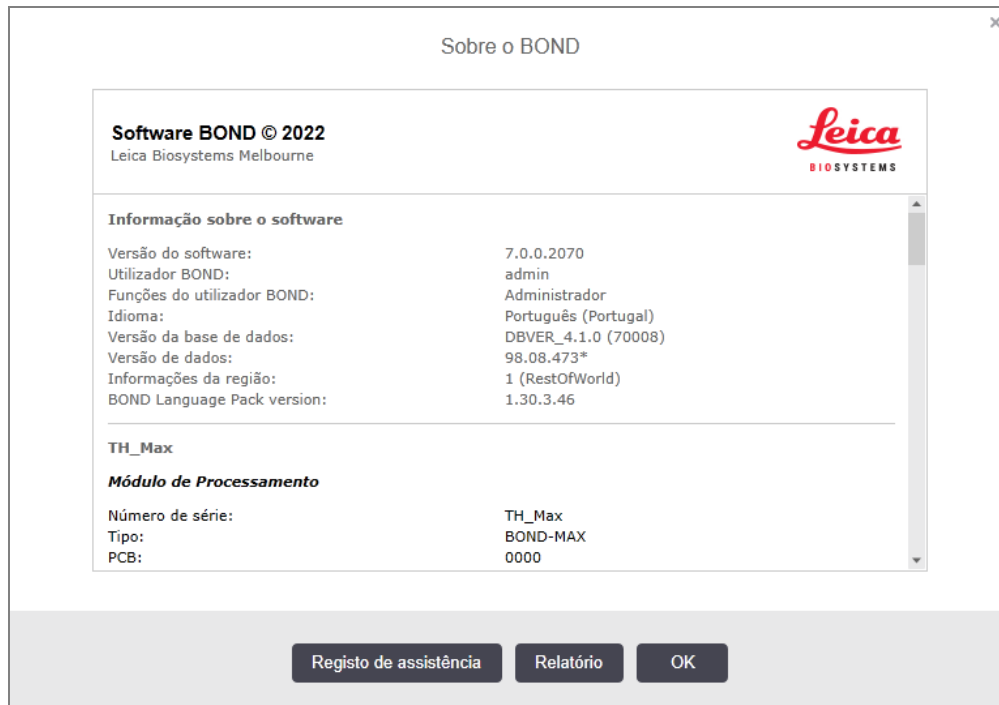 ×
Sobre o BOND
Software BOND © 2022
Leica Biosystems Melbourne
Leica
BIOSYSTEMS
Informação sobre o software
Versão do software: 7.0.0.2070
Utilizador BOND: admin
Funções do utilizador BOND: Administrador
Idioma: Português (Portugal)
Versão da base de dados: DBVER_4.1.0 (70008)
Versão de dados: 98.08.473*
Informações da região: 1 (RestOfWorld)
BOND Language Pack version: 1.30.3.46
TH_Max
Módulo de Processamento
Número de série: TH_Max
Tipo: BOND-MAX
PCB: 0000
Registo de assistência Relatório OK